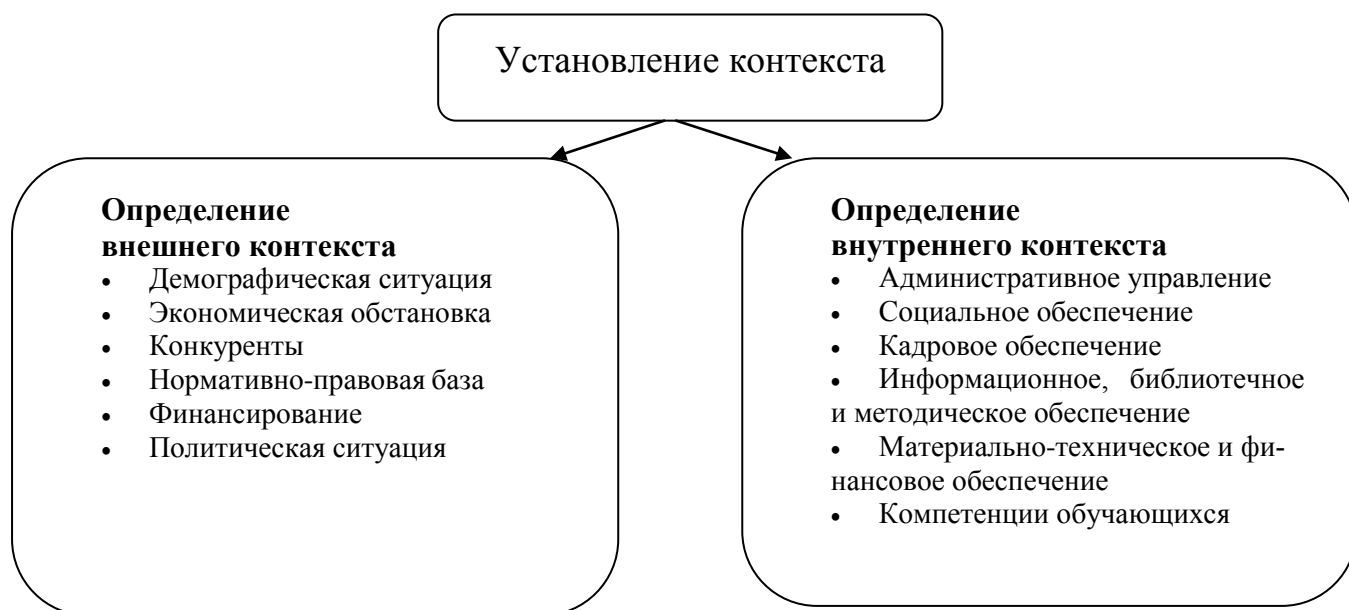 Установление контекста
Определение
внешнего контекста
• Демографическая ситуация
• Экономическая обстановка
• Конкуренты
• Нормативно-правовая база
• Финансирование
• Политическая ситуация
Определение
внутреннего контекста
• Административное управление
• Социальное обеспечение
• Кадровое обеспечение
• Информационное, библиотечное
и методическое обеспечение
• Материально-техническое и фи-
нансовое обеспечение
• Компетенции обучающихся